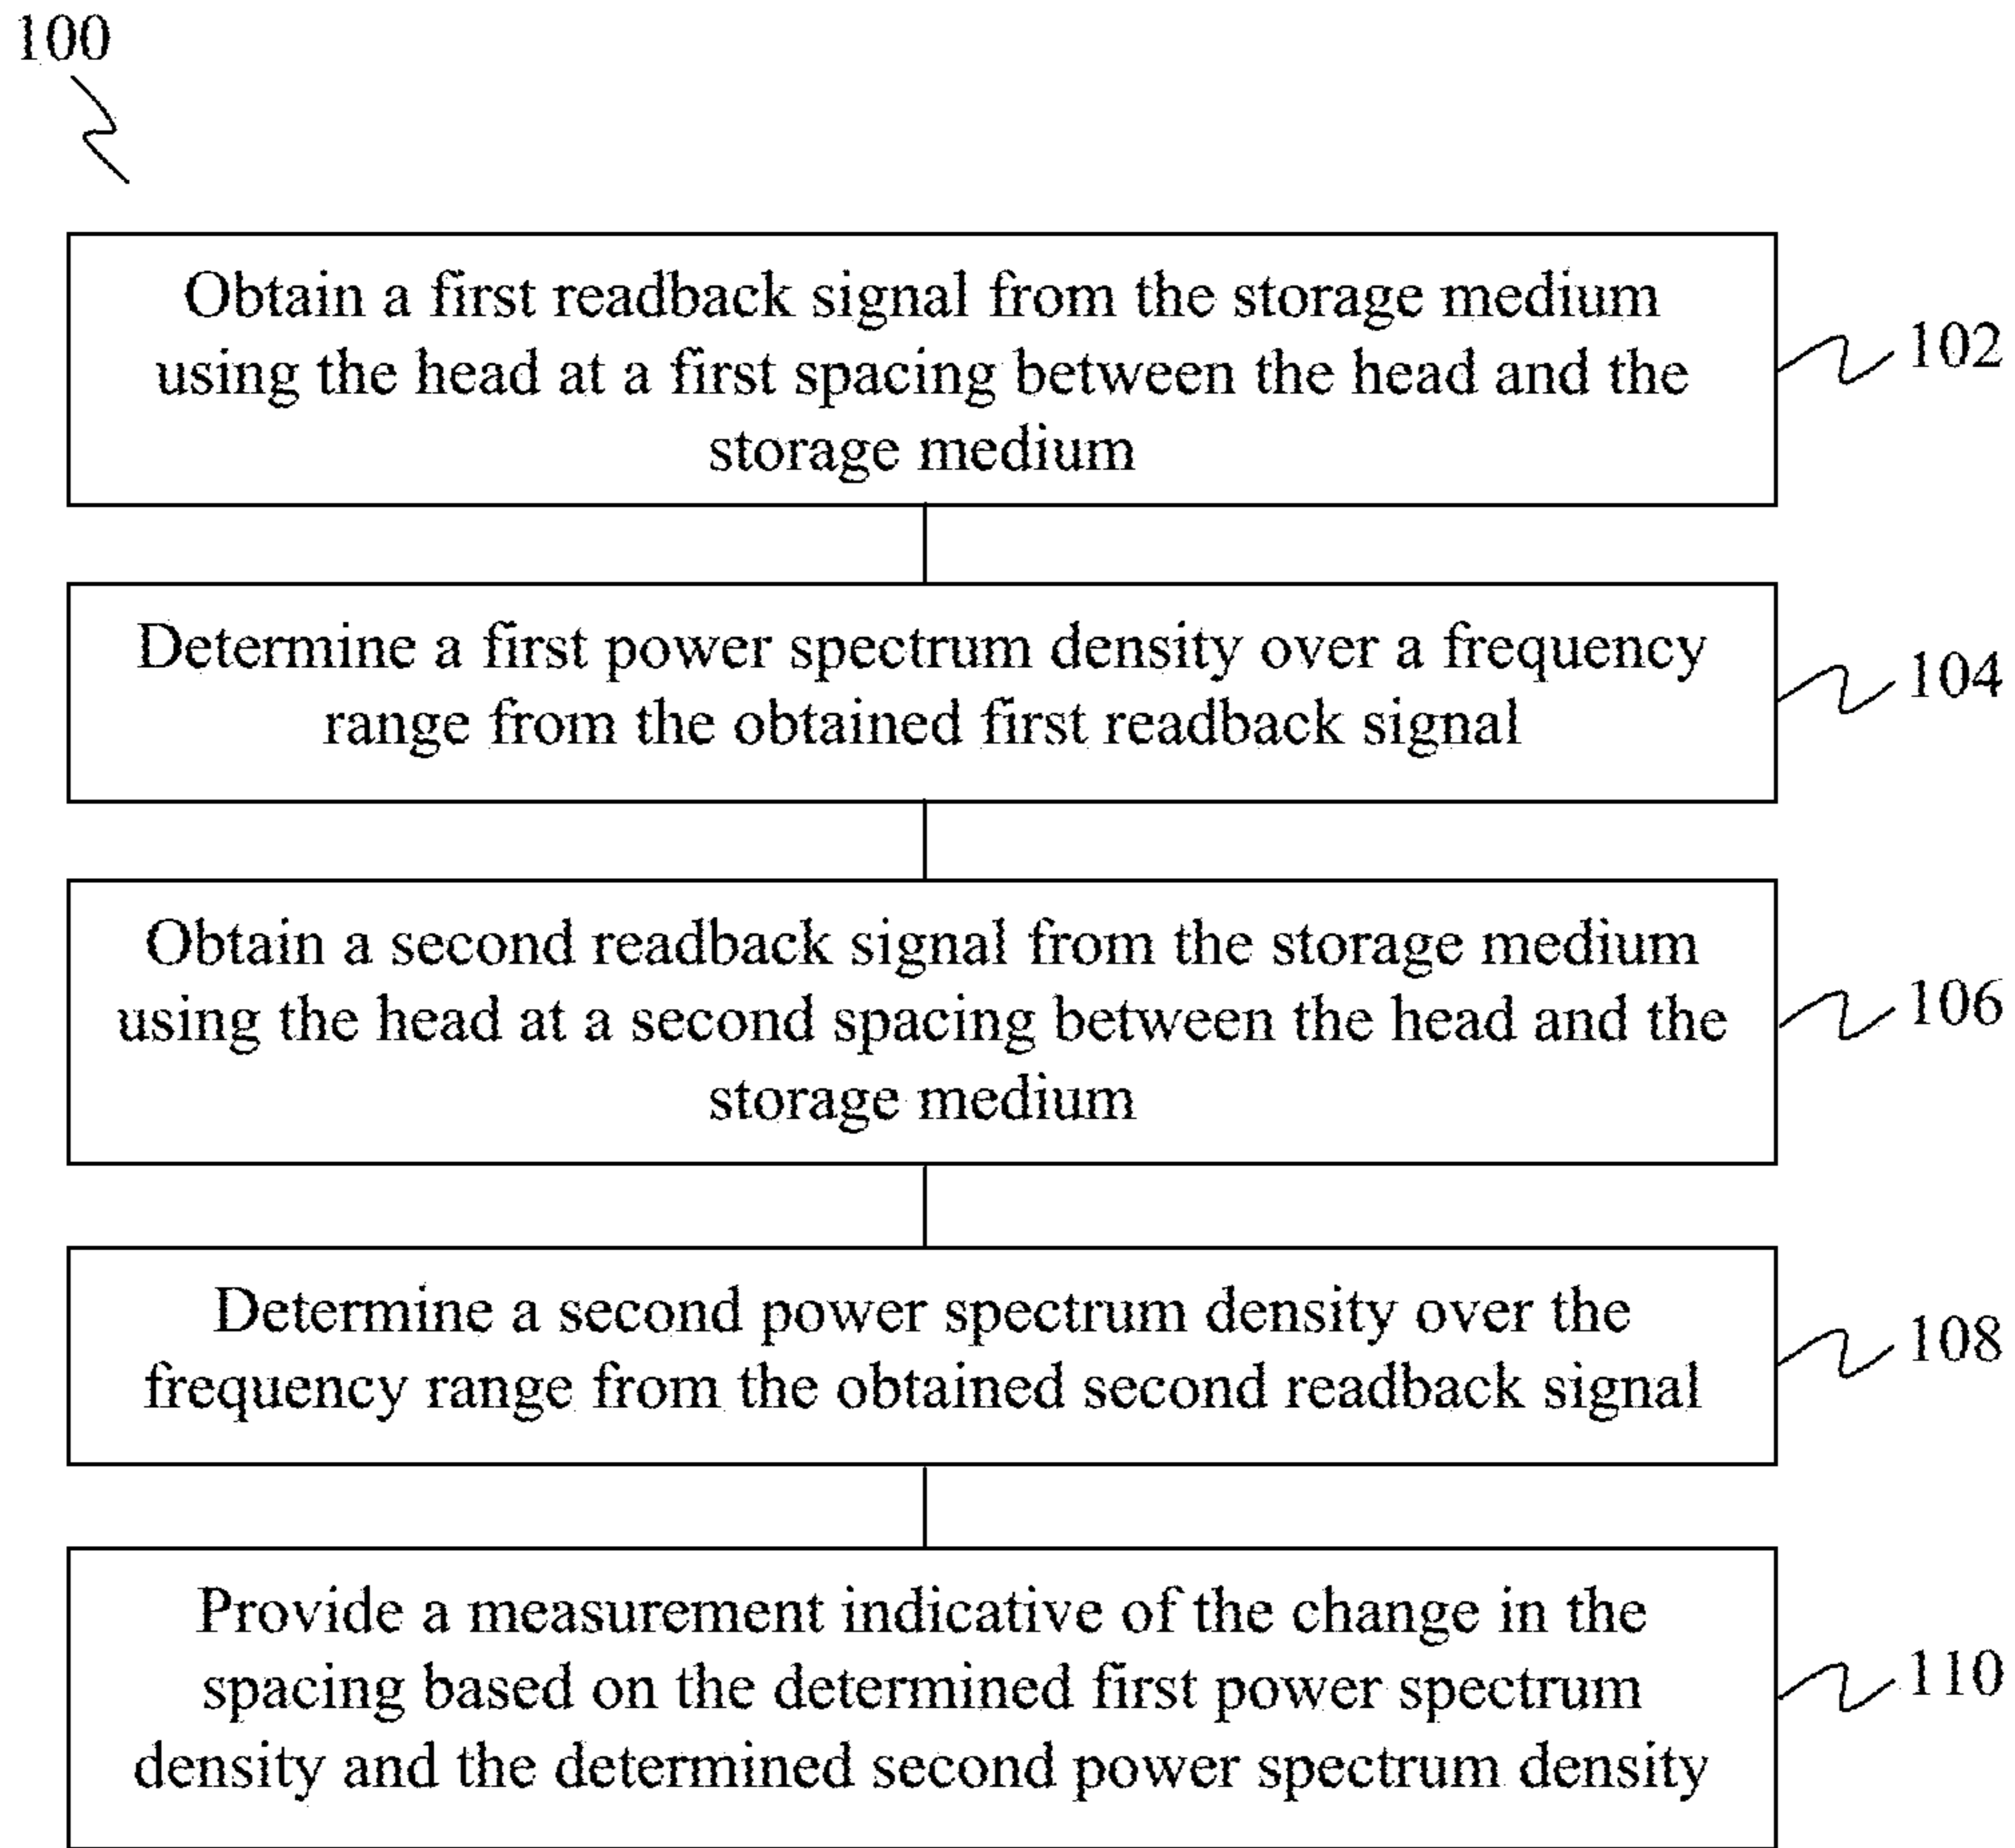 100
Obtain a first readback signal from the storage medium
using the head at a first spacing between the head and the
storage medium
102
Determine a first power spectrum density over a frequency
range from the obtained first readback signal
104
Obtain a second readback signal from the storage medium
using the head at a second spacing between the head and the
storage medium
106
Determine a second power spectrum density over the
frequency range from the obtained second readback signal
108
Provide a measurement indicative of the change in the
spacing based on the determined first power spectrum
density and the determined second power spectrum density
110